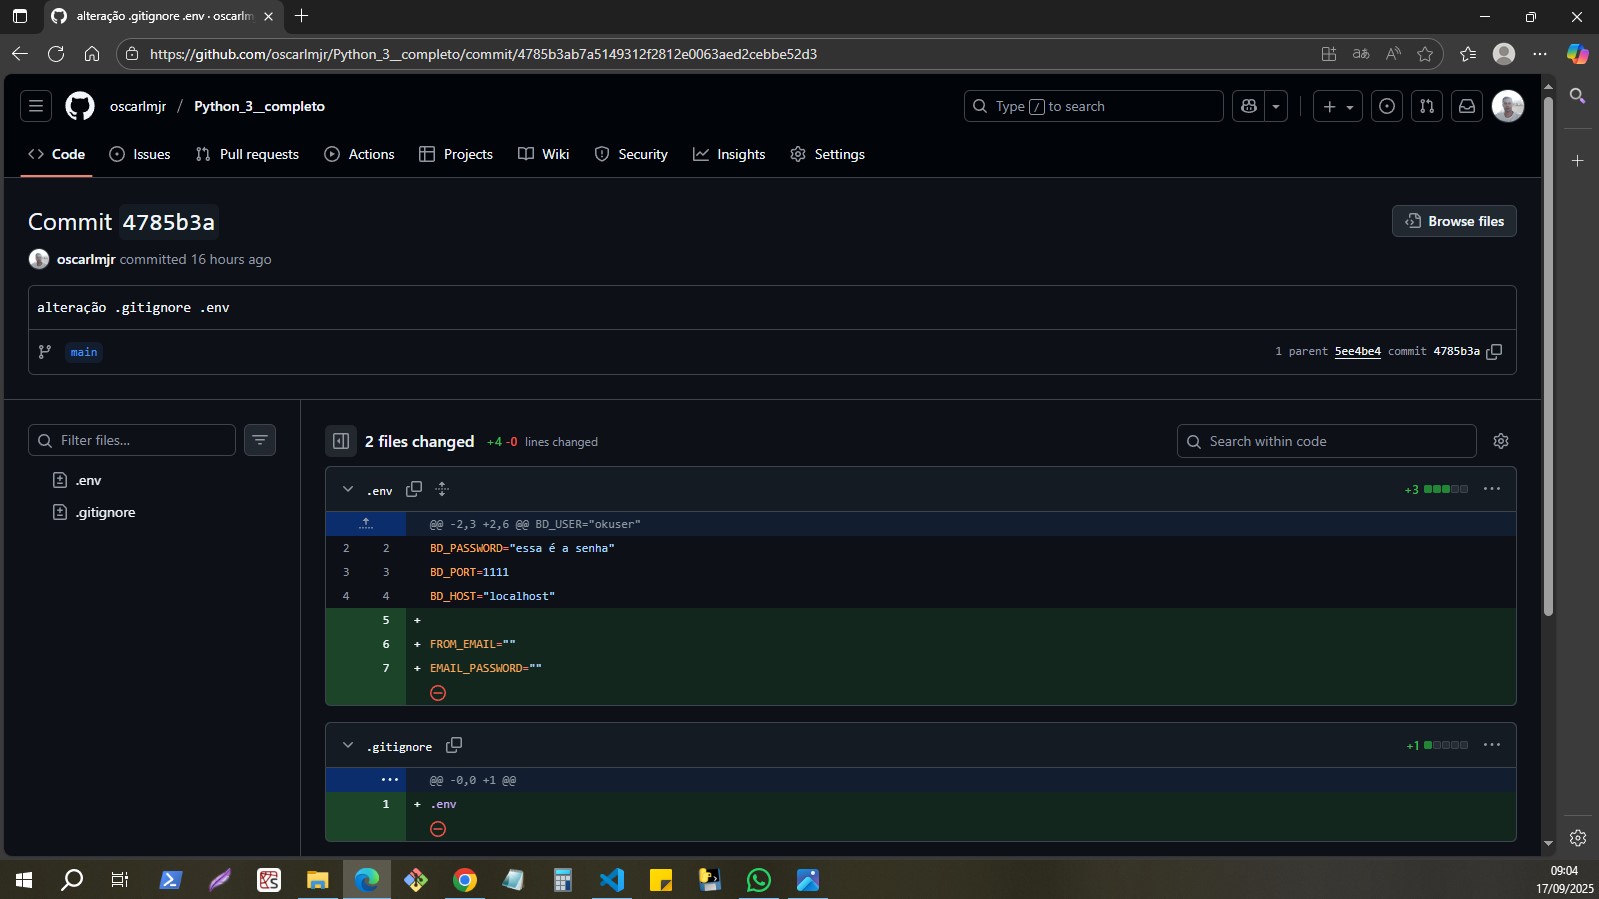 alteração .gitignore .env · oscarlm
https://github.com/oscarlmjr/Python_3__completo/commit/4785b3ab7a5149312f2812e0063aed2cebbe52d3
oscarlmjr / Python_3__completo
Type / to search
Code
Issues
Pull requests
Actions
Projects
Wiki
Security
Insights
Settings
Commit 4785b3a
Browse files
oscarlmjr committed 16 hours ago
alteração .gitignore .env
main
1 parent 5ee4be4 commit 4785b3a
Filter files...
.env
.gitignore
2 files changed +4 -0 lines changed
Search within code
.env
+3
@@ -2,3 +2,6 @@ BD_USER="okuser"
2 2 BD_PASSWORD="essa é a senha"
3 3 BD_PORT=1111
4 4 BD_HOST="localhost"
5 +
6 + FROM_EMAIL=""
7 + EMAIL_PASSWORD=""
.gitignore
+1
@@ -0,0 +1 @@
1 + .env
09:04
17/09/2025